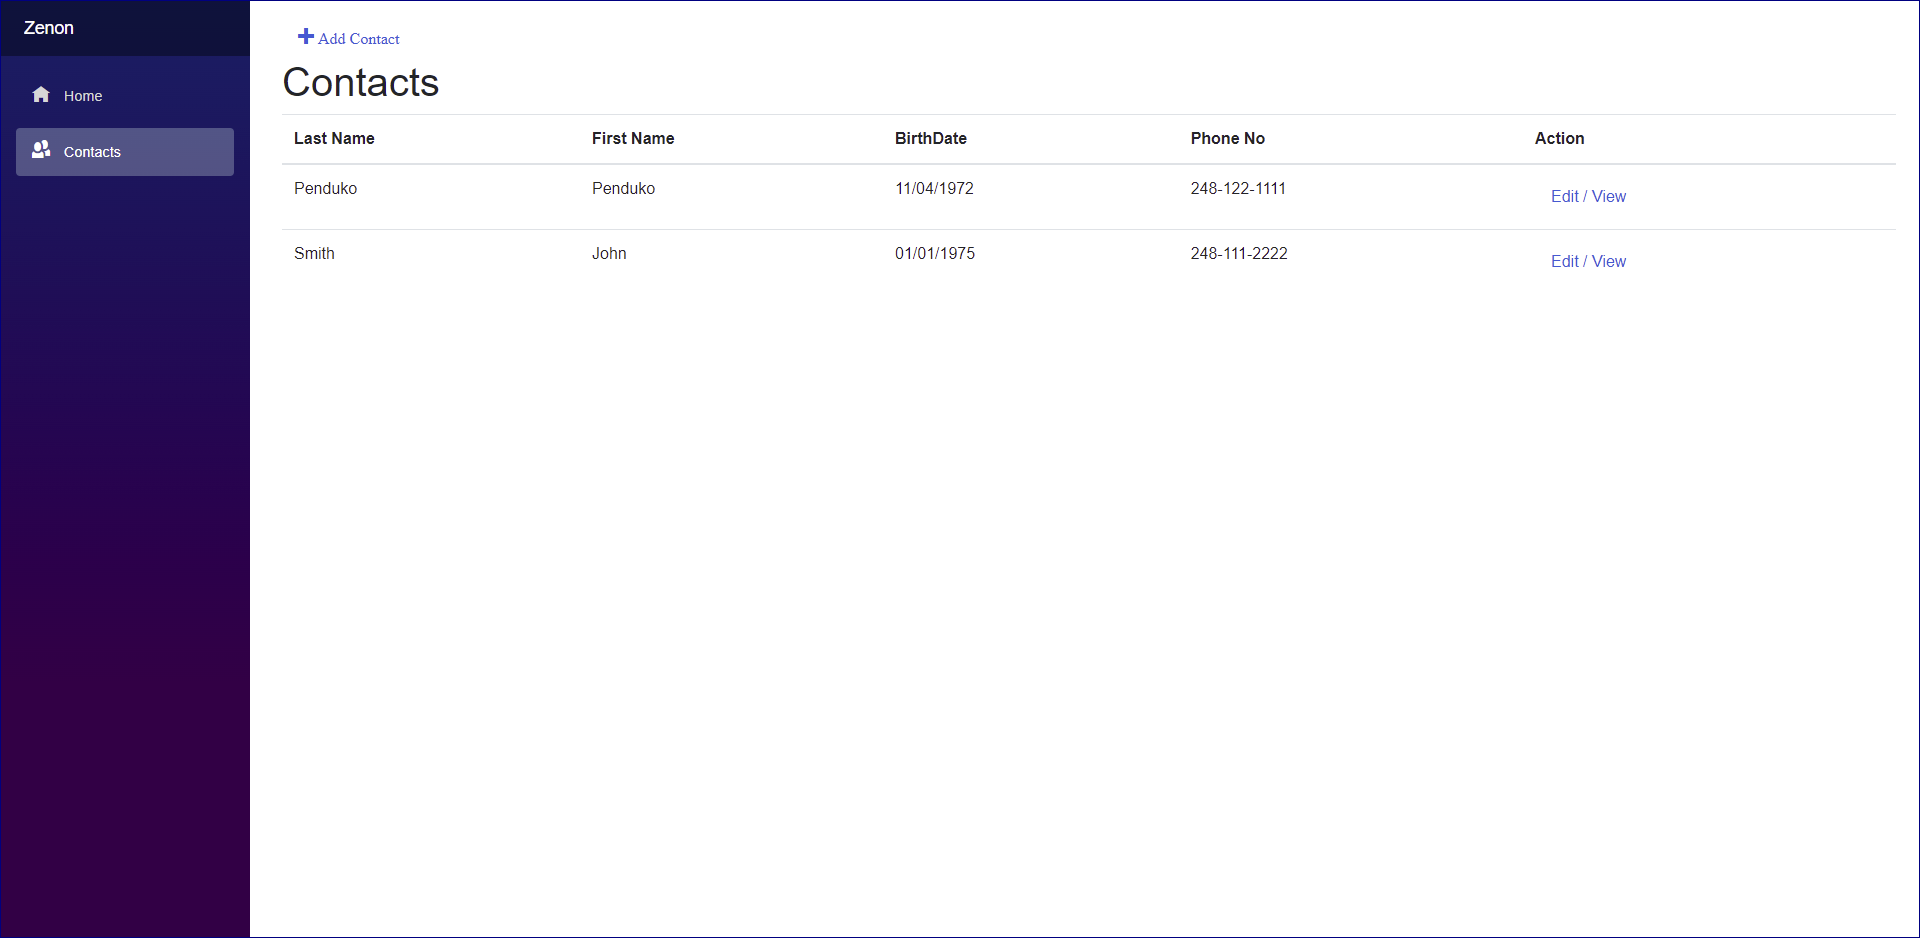 Zenon
Home
Contacts
Add Contact
Contacts
Last Name First Name BirthDate Phone No Action
Penduko Penduko 11/04/1972 248-122-1111 Edit / View
Smith John 01/01/1975 248-111-2222 Edit / View